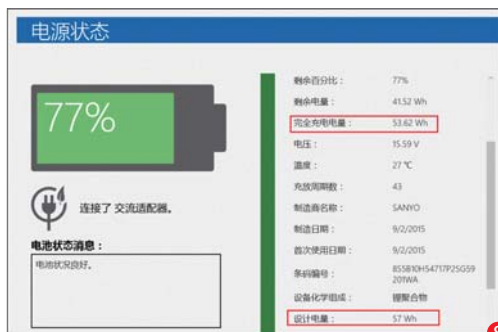 电源状态
77%
连接了 交流适配器。
电池状态消息：
电池状况良好。
剩余百分比： 77%
剩余电量： 41.52 Wh
完全充电电量： 53.62 Wh
电压： 15.59 V
温度： 27 ℃
充放周期数： 43
制造商名称： SANYO
制造日期： 9/2/2015
首次使用日期： 9/2/2015
条码编号： 855810H54717P2SG59
201WA
设备化学组成： 锂聚合物
设计电量： 57 Wh